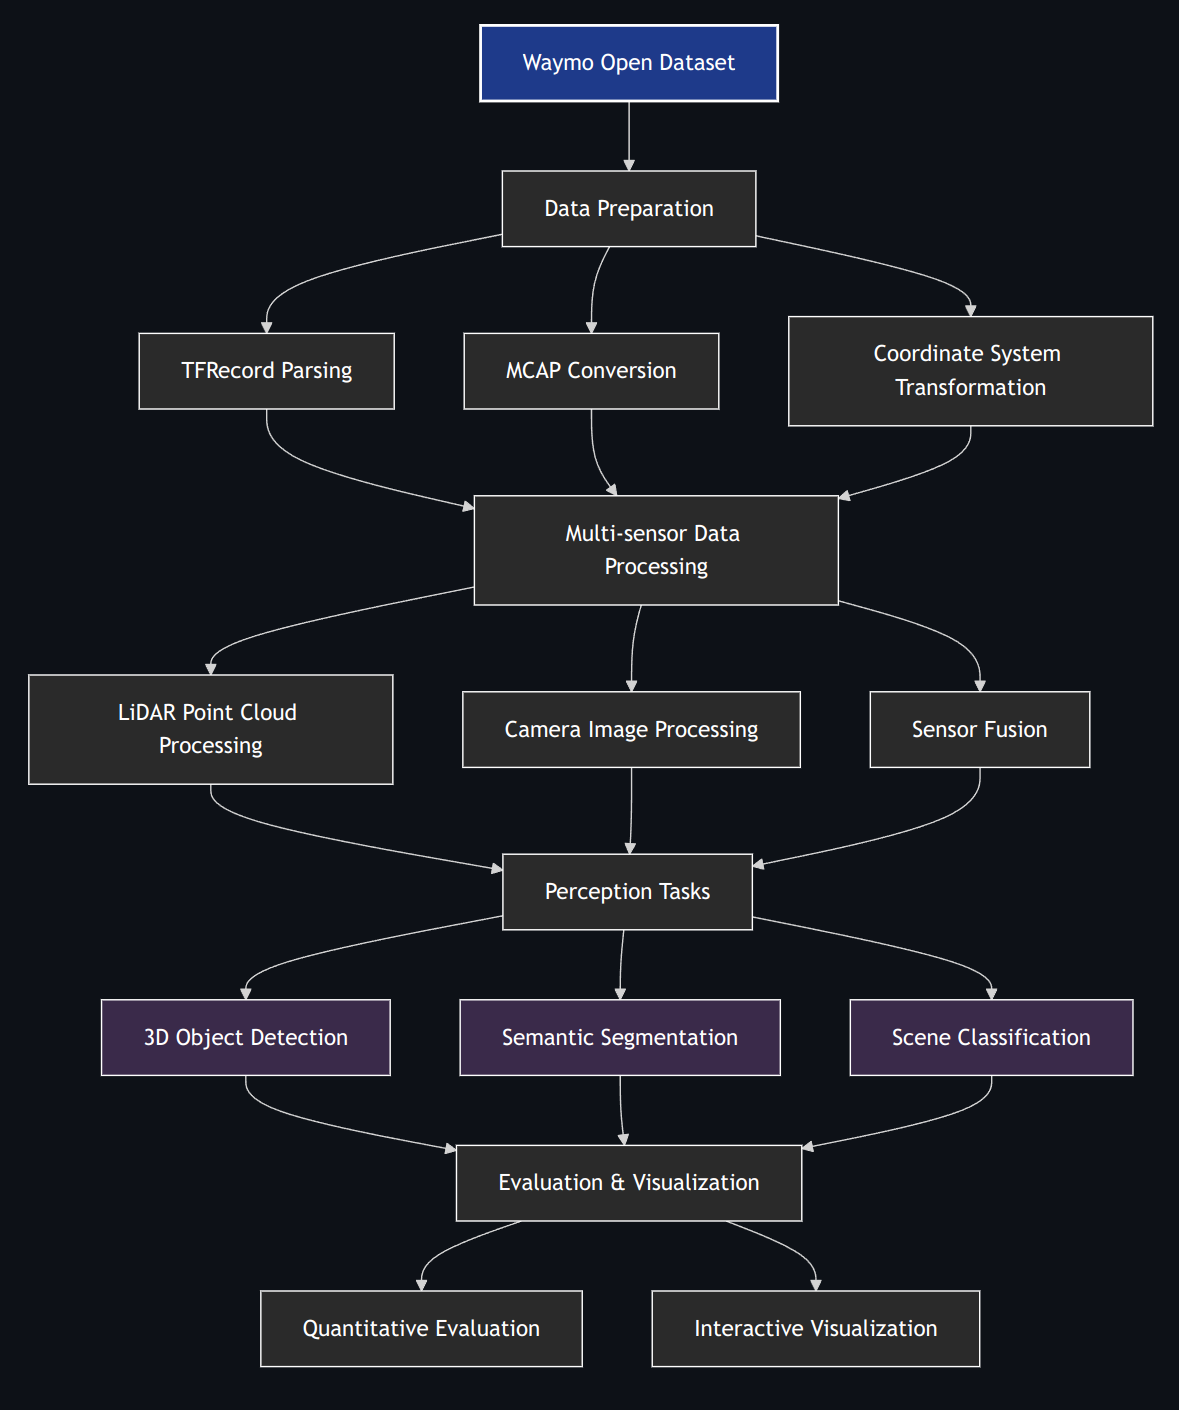 Waymo Open Dataset
Data Preparation
TFRecord Parsing
MCAP Conversion
Coordinate System
Transformation
Multi-sensor Data
Processing
LiDAR Point Cloud
Processing
Camera Image Processing
Sensor Fusion
Perception Tasks
3D Object Detection
Semantic Segmentation
Scene Classification
Evaluation & Visualization
Quantitative Evaluation
Interactive Visualization